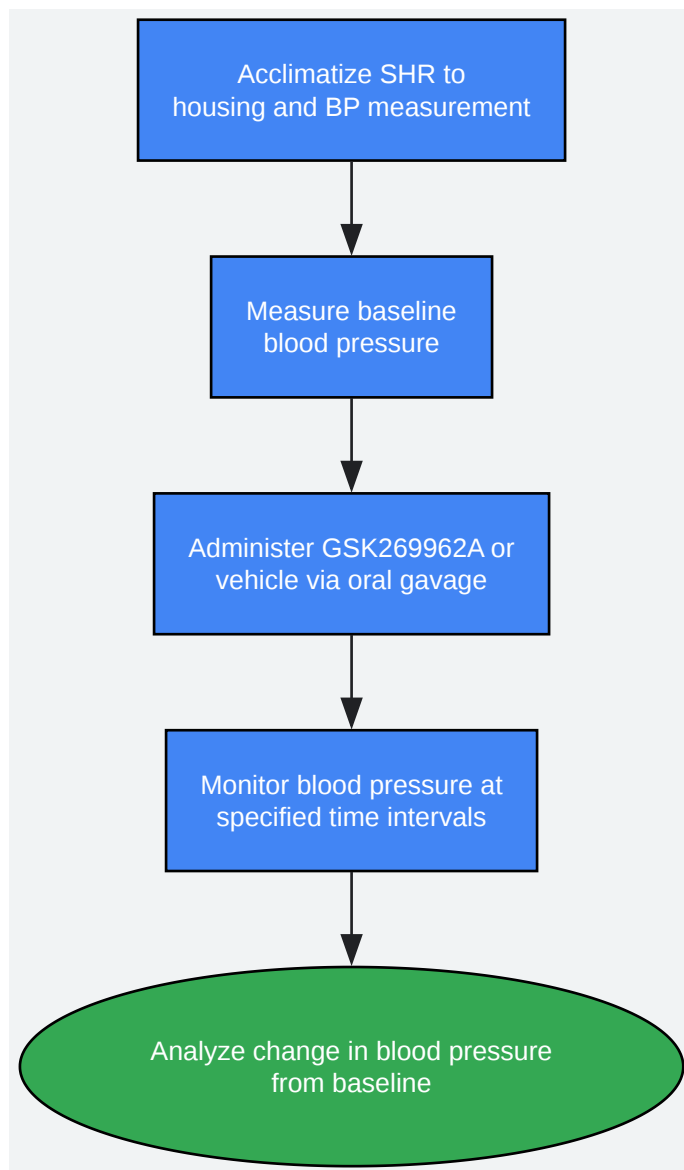 Acclimatize SHR to
housing and BP measurement
Measure baseline
blood pressure
Administer GSK269962A or
vehicle via oral gavage
Monitor blood pressure at
specified time intervals
Analyze change in blood pressure
from baseline